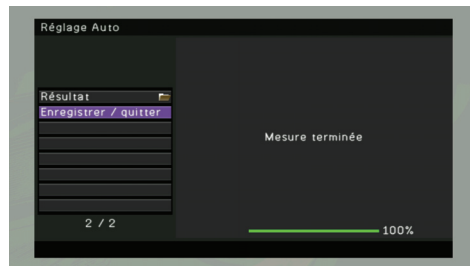 Réglage Auto
Résultat
Enregistrer / quitter
Mesure terminée
2 / 2
100%